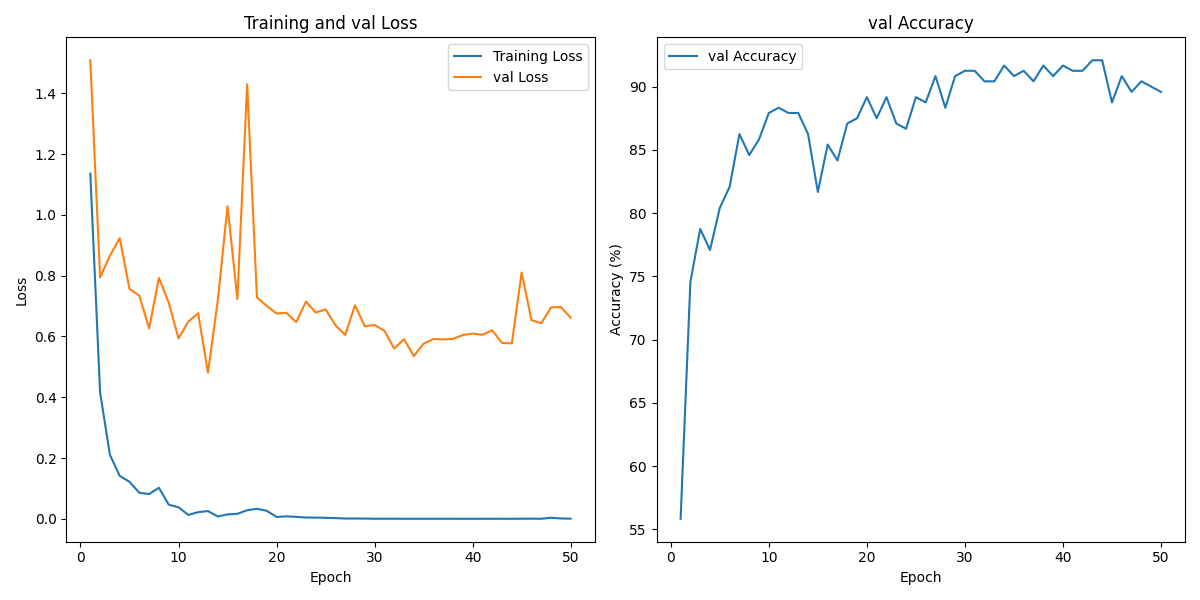 Training and val Loss
Training Loss
val Loss
Loss
1.4
1.2
1.0
0.8
0.6
0.4
0.2
0.0
0 10 20 30 40 50
Epoch
val Accuracy
val Accuracy
Accuracy (%)
90
85
80
75
70
65
60
55
0 10 20 30 40 50
Epoch